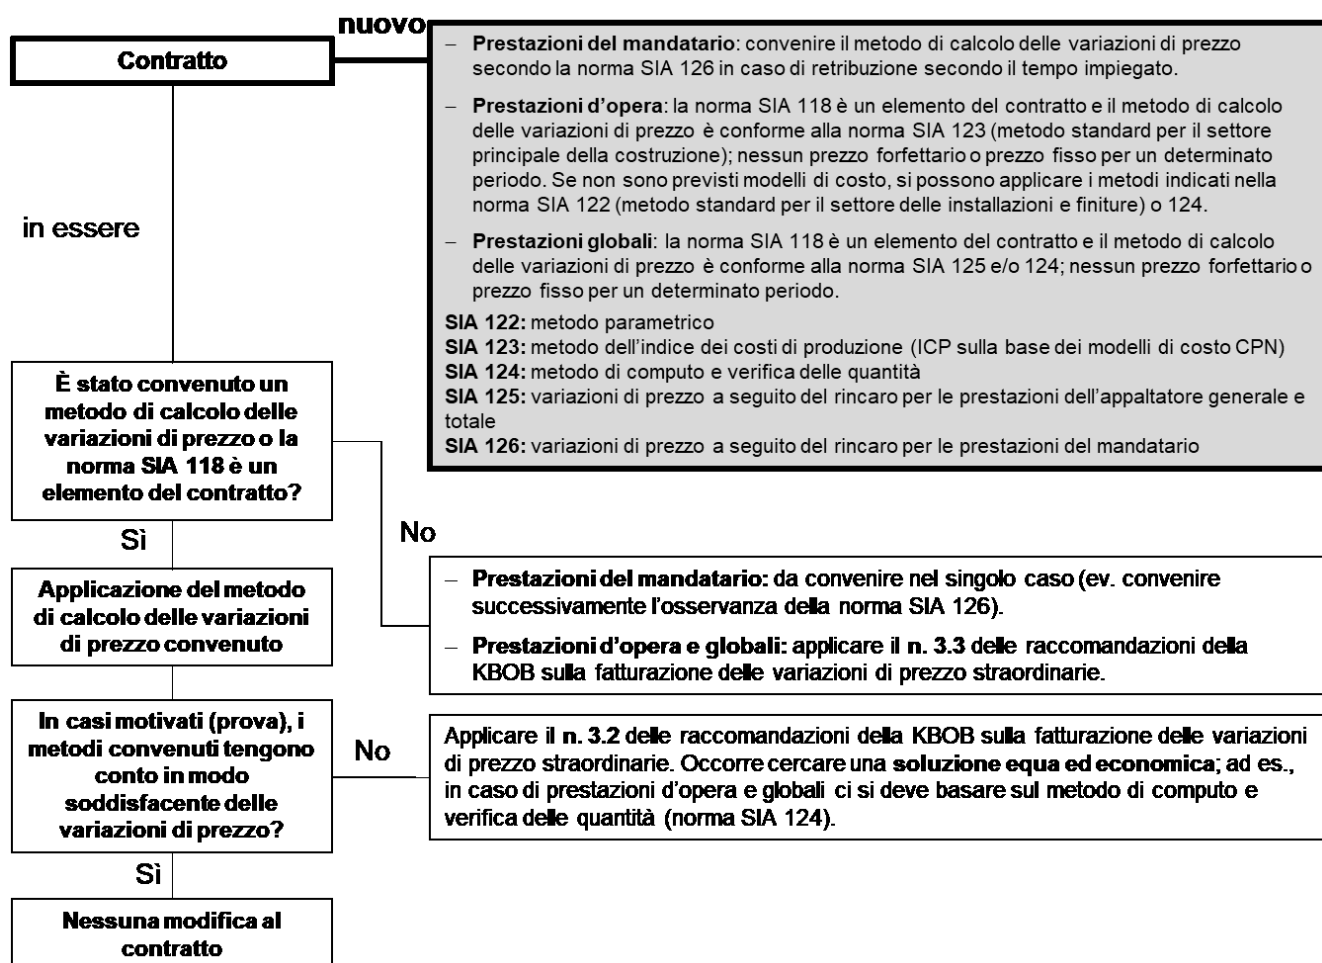 nuovo
Contratto
– Prestazioni del mandatario: convenire il metodo di calcolo delle variazioni di prezzo
secondo la norma SIA 126 in caso di retribuzione secondo il tempo impiegato.
– Prestazioni d'opera: la norma SIA 118 è un elemento del contratto e il metodo di calcolo
delle variazioni di prezzo è conforme alla norma SIA 123 (metodo standard per il settore
principale della costruzione); nessun prezzo forfettario o prezzo fisso per un determinato
periodo. Se non sono previsti modelli di costo, si possono applicare i metodi indicati nella
norma SIA 122 (metodo standard per il settore delle installazioni e finiture) o 124.
– Prestazioni globali: la norma SIA 118 è un elemento del contratto e il metodo di calcolo
delle variazioni di prezzo è conforme alla norma SIA 125 e/o 124; nessun prezzo forfettario o
prezzo fisso per un determinato periodo.
SIA 122: metodo parametrico
SIA 123: metodo dell'indice dei costi di produzione (ICP sulla base dei modelli di costo CPN)
SIA 124: metodo di computo e verifica delle quantità
SIA 125: variazioni di prezzo a seguito del rincaro per le prestazioni dell'appaltatore generale e
totale
SIA 126: variazioni di prezzo a seguito del rincaro per le prestazioni del mandatario
in essere
È stato convenuto un
metodo di calcolo delle
variazioni di prezzo o la
norma SIA 118 è un
elemento del contratto?
No
– Prestazioni del mandatario: da convenire nel singolo caso (ev. convenire
successivamente l'osservanza della norma SIA 126).
– Prestazioni d'opera e globali: applicare il n. 3.3 delle raccomandazioni della
KBOB sulla fatturazione delle variazioni di prezzo straordinarie.
Sì
Applicazione del metodo
di calcolo delle variazioni
di prezzo convenuto
In casi motivati (prova), i
metodi convenuti tengono
conto in modo
soddisfacente delle
variazioni di prezzo?
No
Applicare il n. 3.2 delle raccomandazioni della KBOB sulla fatturazione delle variazioni
di prezzo straordinarie. Occorre cercare una soluzione equa ed economica; ad es.,
in caso di prestazioni d'opera e globali ci si deve basare sul metodo di computo e
verifica delle quantità (norma SIA 124).
Sì
Nessuna modifica al
contratto